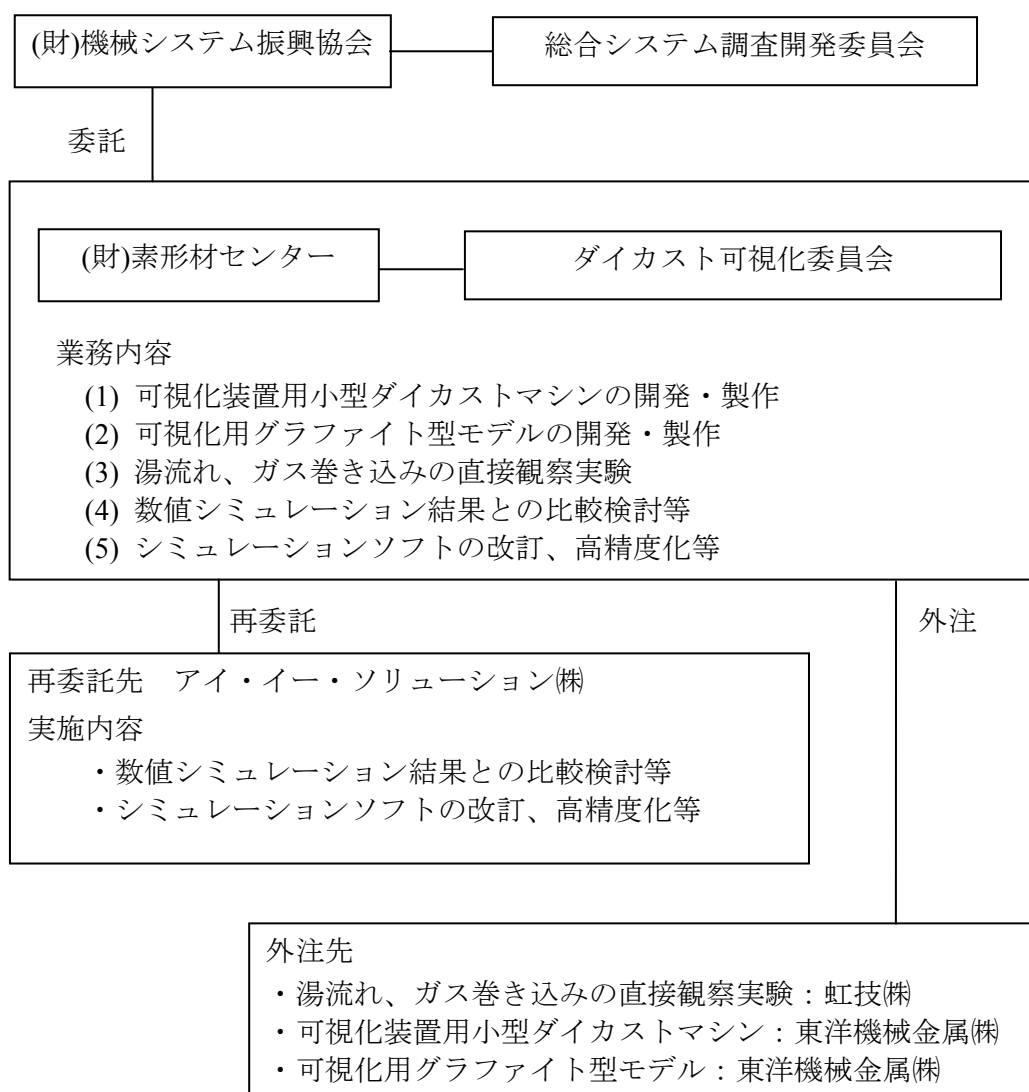 (財)機械システム振興協会
総合システム調査開発委員会
委託
(財)素形材センター
ダイカスト可視化委員会
業務内容
(1) 可視化装置用小型ダイカストマシンの開発・製作
(2) 可視化用グラファイト型モデルの開発・製作
(3) 湯流れ、ガス巻き込みの直接観察実験
(4) 数値シミュレーション結果との比較検討等
(5) シミュレーションソフトの改訂、高精度化等
再委託
外注
再委託先　アイ・イー・ソリューション㈱
実施内容
・数値シミュレーション結果との比較検討等
・シミュレーションソフトの改訂、高精度化等
外注先
・湯流れ、ガス巻き込みの直接観察実験：虹技㈱
・可視化装置用小型ダイカストマシン：東洋機械金属㈱
・可視化用グラファイト型モデル：東洋機械金属㈱